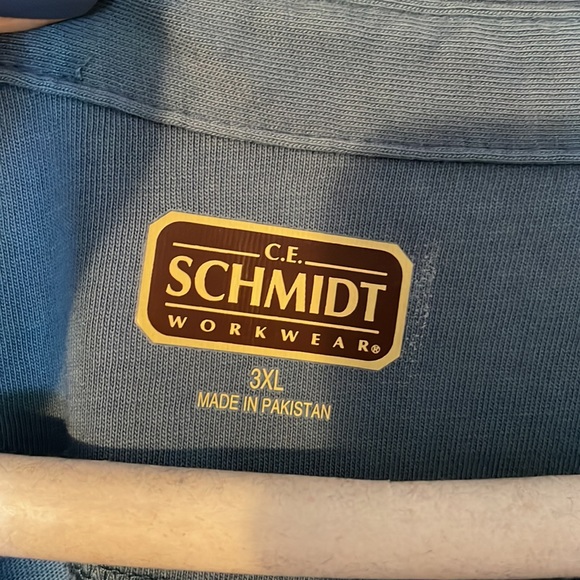 C.E.
SCHMIDT
WORKWEAR®
3XL
MADE IN PAKISTAN